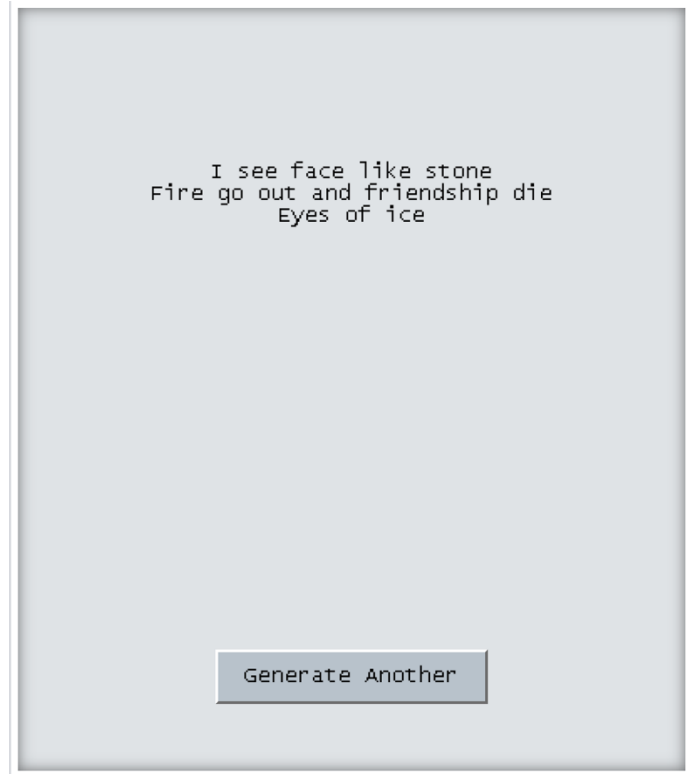 I see face like stone
Fire go out and friendship die
Eyes of ice
Generate Another